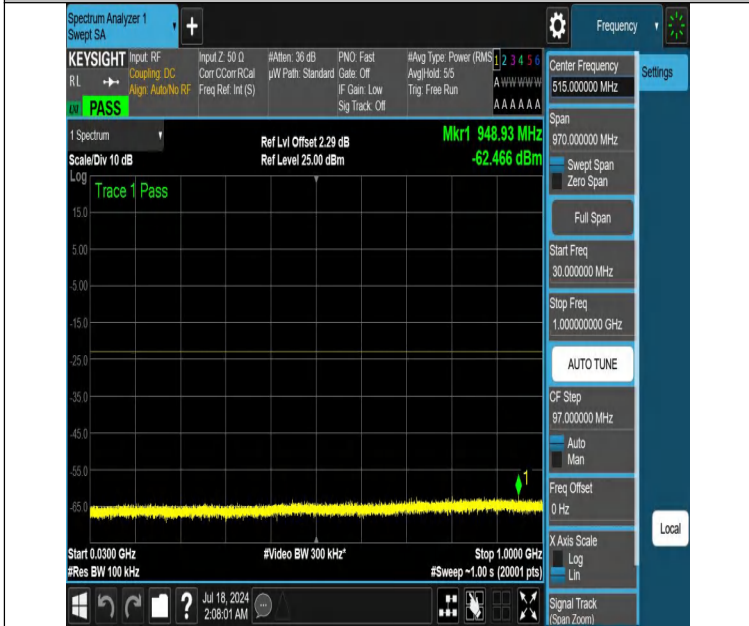 Spectrum Analyzer 1
Swept SA
Frequency
KEYSIGHT
RL
LXI
PASS
Input: RF
Coupling: DC
Align: Auto/No RF
Input Z: 50 Ω
Corr CCorr RCal
Freq Ref: Int (S)
#Atten: 36 dB
µW Path: Standard
PNO: Fast
Gate: Off
IF Gain: Low
Sig Track: Off
#Avg Type: Power (RMS
Avg|Hold: 5/5
Trig: Free Run
1 2 3 4 5 6
A W W W W W
A A A A A A
Center Frequency
515.000000 MHz
Settings
1 Spectrum
Scale/Div 10 dB
Ref Lvl Offset 2.29 dB
Ref Level 25.00 dBm
Mkr1 948.93 MHz
-62.466 dBm
Log
Trace 1 Pass
15.0
5.00
-5.00
-15.0
-25.0
-35.0
-45.0
-55.0
-65.0
1
Start 0.0300 GHz
#Res BW 100 kHz
#Video BW 300 kHz*
Stop 1.0000 GHz
#Sweep ~1.00 s (20001 pts)
Span
970.000000 MHz
Swept Span
Zero Span
Full Span
Start Freq
30.000000 MHz
Stop Freq
1.000000000 GHz
AUTO TUNE
CF Step
97.000000 MHz
Auto
Man
Freq Offset
0 Hz
X Axis Scale
Log
Lin
Local
Signal Track
(Span Zoom)
?
Jul 18, 2024
2:08:01 AM